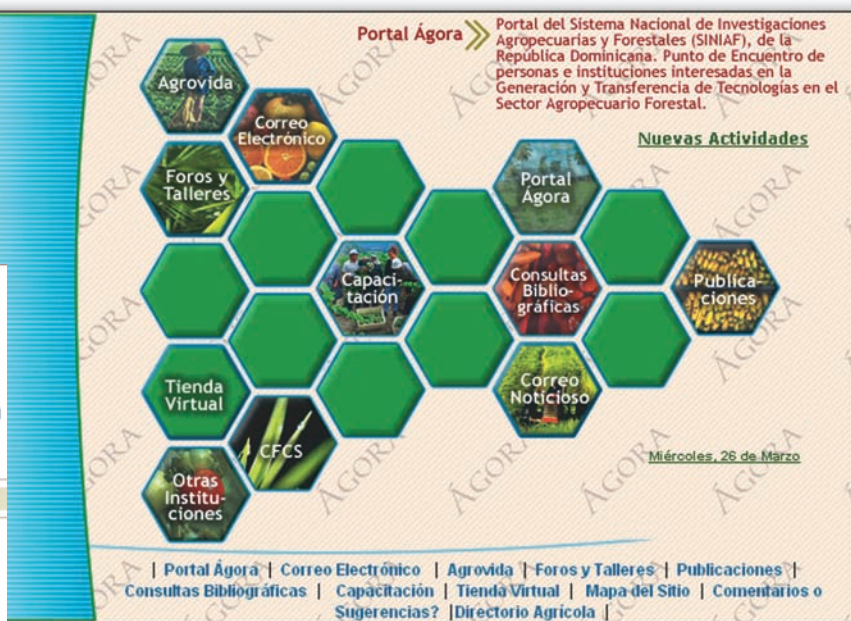 Portal Ágora
Portal del Sistema Nacional de Investigaciones
Agropecuarias y Forestales (SINIAF), de la
República Dominicana. Punto de Encuentro de
personas e instituciones interesadas en la
Generación y Transferencia de Tecnologías en el
Sector Agropecuario Forestal.
Nuevas Actividades
Agrovida
Correo
Electrónico
Foros y
Talleres
Portal
Ágora
Capaci-
tación
Consultas
Biblio-
gráficas
Publica-
ciones
Tienda
Virtual
Correo
Noticioso
CFCS
Otras
Institu-
ciones
Miércoles, 26 de Marzo
| Portal Ágora | Correo Electrónico | Agrovida | Foros y Talleres | Publicaciones |
Consultas Bibliográficas | Capacitación | Tienda Virtual | Mapa del Sitio | Comentarios o
Sugerencias? |Directorio Agrícola |
ÁGORA